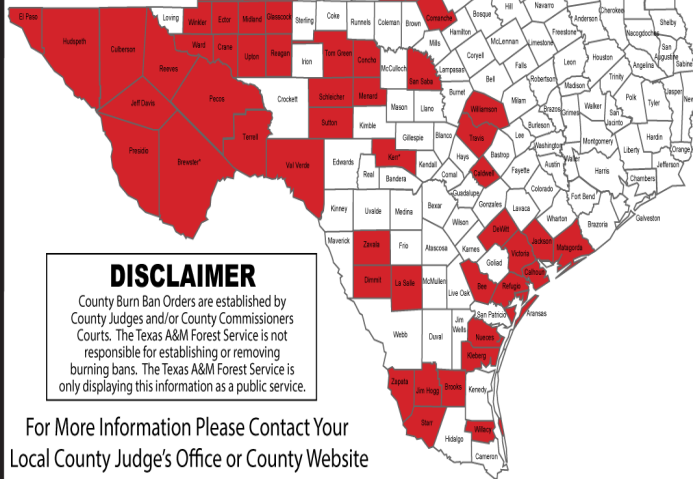 Hill
Navarro
Anderson
Cherokee
Shelby
El Paso
Loving
Winkler
Ector
Midland
Glasscock
Sterling
Coke
Runnels
Coleman
Brown
Comanche
Bosque
Freestone
Nacogdoches
Hudspeth
Culberson
Ward
Crane
Upton
Reagan
Irion
Tom Green
Concho
McCulloch
San Saba
Mills
Hamilton
McLennan
Limestone
Leon
Houston
Angelina
San
Augustine
Sabine
Reeves
Lampasas
Coryell
Bell
Falls
Robertson
Madison
Trinity
Polk
Tyler
Jasper
New
Jeff Davis
Pecos
Crockett
Schleicher
Menard
Mason
Llano
Burnet
Williamson
Milam
Brazos
Grimes
Walker
San
Jacinto
Hardin
Sutton
Kimble
Gillespie
Blanco
Travis
Lee
Burleson
Washington
Montgomery
Liberty
Orange
Presidio
Brewster*
Terrell
Val Verde
Edwards
Kerr*
Real
Bandera
Kendall
Comal
Hays
Caldwell
Bastrop
Fayette
Austin
Waller
Harris
Chambers
Jefferson
Kinney
Uvalde
Medina
Bexar
Guadalupe
Gonzales
Colorado
Lavaca
Wharton
Fort Bend
Brazoria
Galveston
Maverick
Zavala
Frio
Atascosa
Wilson
Karnes
DeWitt
Goliad
Victoria
Jackson
Matagorda
Calhoun
Dimmit
La Salle
McMullen
Live Oak
Bee
Refugio
Aransas
San Patricio
Webb
Duval
Jim
Wells
Nueces
Kleberg
Zapata
Jim Hogg
Brooks
Kenedy
Starr
Hidalgo
Willacy
Cameron
DISCLAIMER
County Burn Ban Orders are established by
County Judges and/or County Commissioners
Courts. The Texas A&M Forest Service is not
responsible for establishing or removing
burning bans. The Texas A&M Forest Service is
only displaying this information as a public service.
For More Information Please Contact Your
Local County Judge's Office or County Website